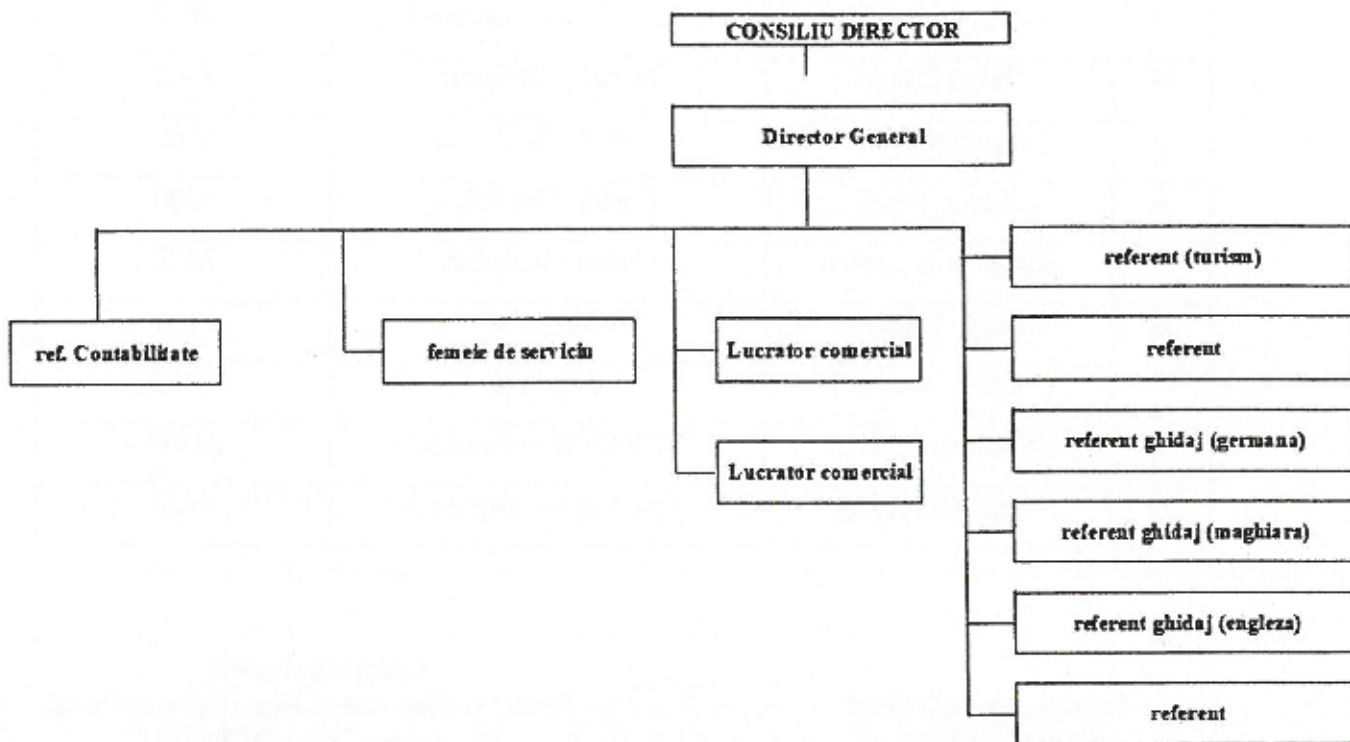 CONSILIU DIRECTOR
Director General
referent (turism)
ref. Contabilitate
femeie de serviciu
Lucrator comercial
referent
referent ghidaj (germana)
Lucrator comercial
referent ghidaj (maghiara)
referent ghidaj (engleza)
referent